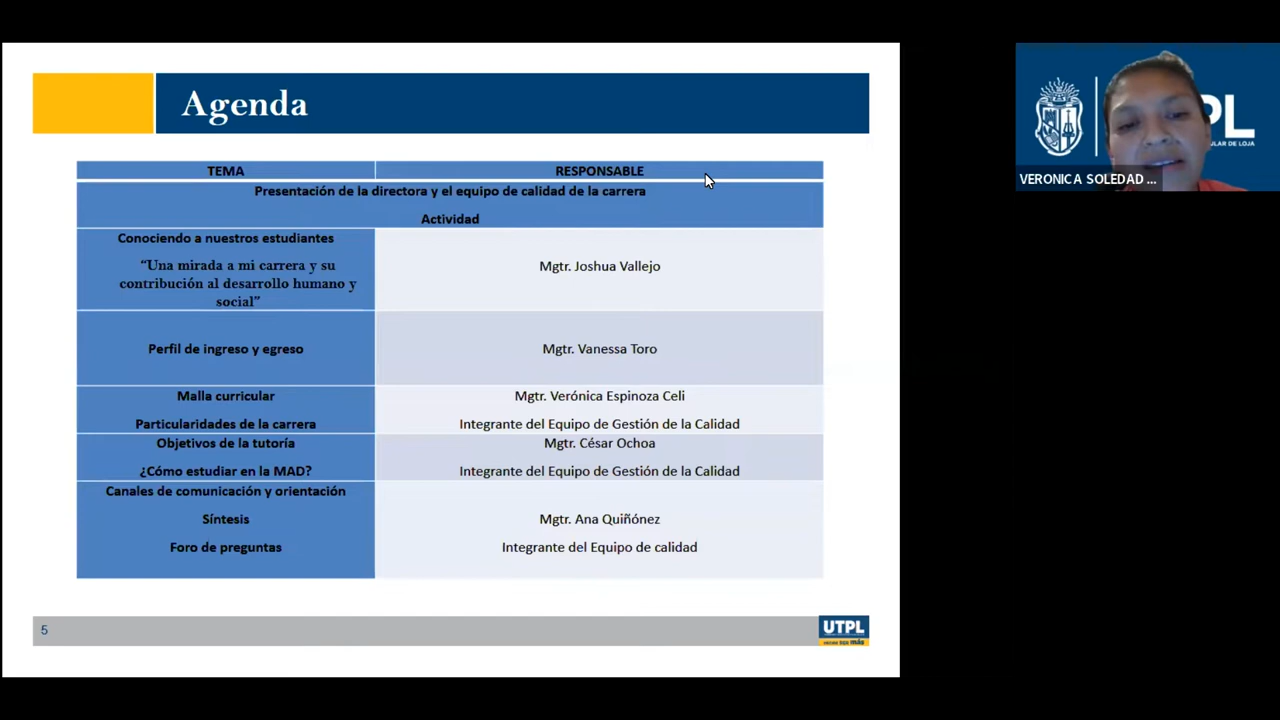 Agenda
TEMA
RESPONSABLE
Presentación de la directora y el equipo de calidad de la carrera
Actividad
Conociendo a nuestros estudiantes
“Una mirada a mi carrera y su
contribución al desarrollo humano y
social”
Mgtr. Joshua Vallejo
Perfil de ingreso y egreso
Mgtr. Vanessa Toro
Malla curricular
Particularidades de la carrera
Mgtr. Verónica Espinoza Celi
Integrante del Equipo de Gestión de la Calidad
Objetivos de la tutoría
¿Cómo estudiar en la MAD?
Mgtr. César Ochoa
Integrante del Equipo de Gestión de la Calidad
Canales de comunicación y orientación
Síntesis
Foro de preguntas
Mgtr. Ana Quiñónez
Integrante del Equipo de calidad
5
UTPL
más
PL
DE LOJA
VERONICA SOLEDAD ...